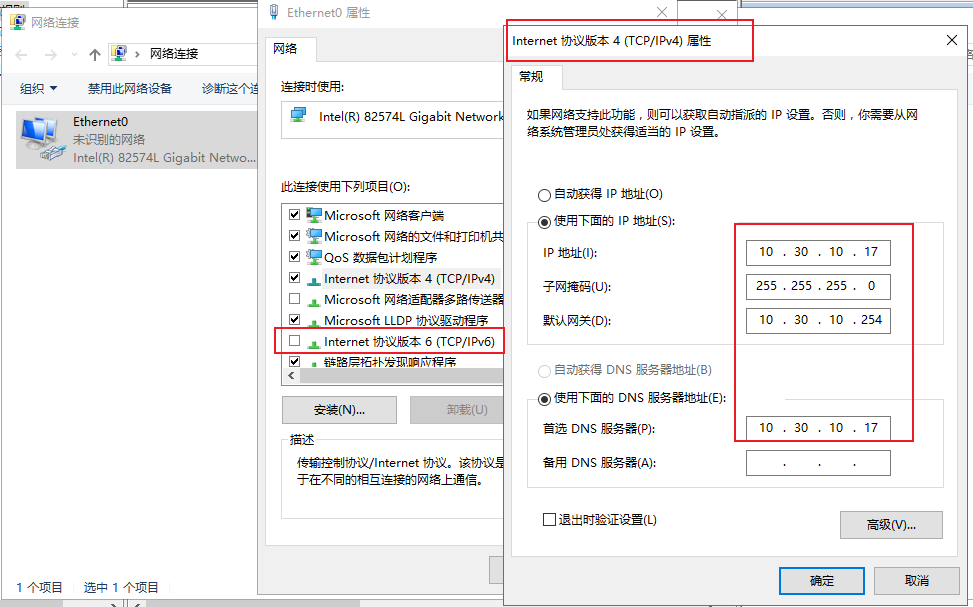 网络连接
网络连接
组织
禁用此网络设备
诊断这个连
Ethernet0
未识别的网络
Intel(R) 82574L Gigabit Netwo...
1 个项目
选中 1 个项目
Ethernet0 属性
网络
连接时使用:
Intel(R) 82574L Gigabit Network
此连接使用下列项目(O):
Microsoft 网络客户端
Microsoft 网络的文件和打印机共
QoS 数据包计划程序
Internet 协议版本 4 (TCP/IPv4)
Microsoft 网络适配器多路传送器
Microsoft LLDP 协议驱动程序
Internet 协议版本 6 (TCP/IPv6)
链路层拓扑发现响应程序
安装(N)...
卸载(U)
描述
传输控制协议/Internet 协议。该协议是
于在不同的相互连接的网络上通信。
Internet 协议版本 4 (TCP/IPv4) 属性
常规
如果网络支持此功能，则可以获取自动指派的 IP 设置。否则，你需要从网
络系统管理员处获得适当的 IP 设置。
自动获得 IP 地址(O)
使用下面的 IP 地址(S):
IP 地址(I):
10 . 30 . 10 . 17
子网掩码(U):
255 . 255 . 255 . 0
默认网关(D):
10 . 30 . 10 . 254
自动获得 DNS 服务器地址(B)
使用下面的 DNS 服务器地址(E):
首选 DNS 服务器(P):
10 . 30 . 10 . 17
备用 DNS 服务器(A):
. . .
退出时验证设置(L)
高级(V)...
确定
取消